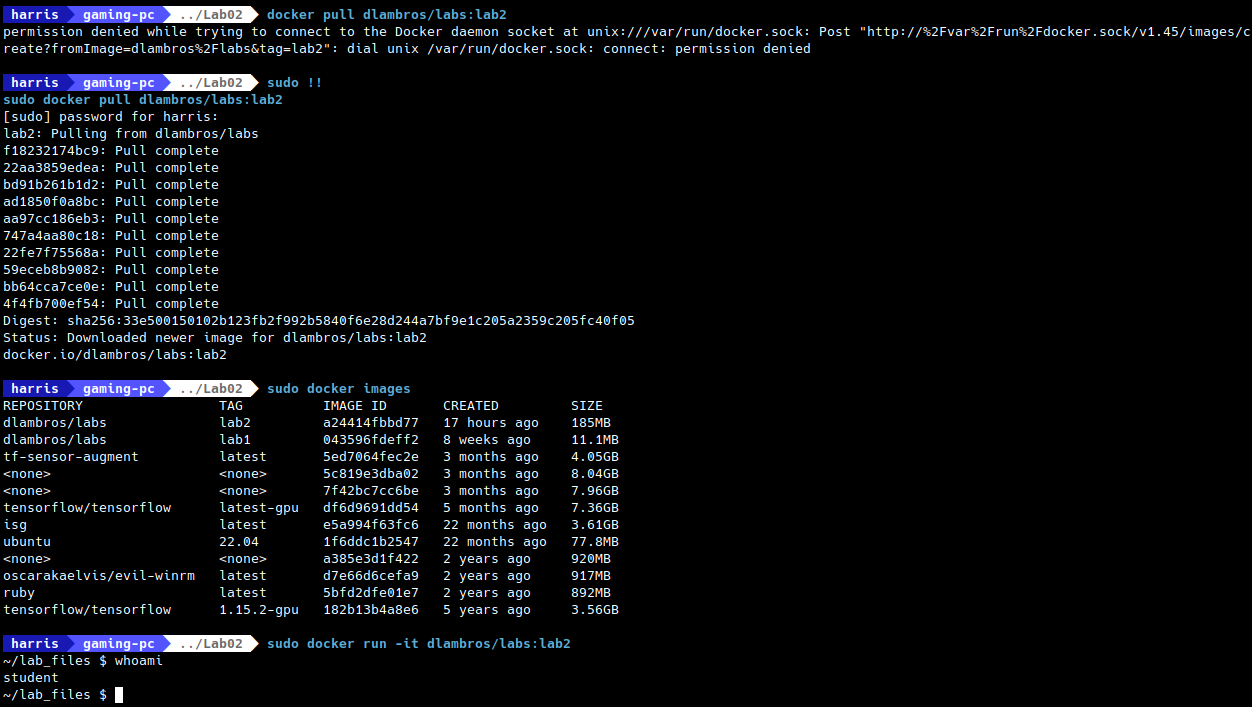 harris gaming-pc ../Lab02 docker pull dlambros/labs:lab2
permission denied while trying to connect to the Docker daemon socket at unix:///var/run/docker.sock: Post "http://%2Fvar%2Frun%2Fdocker.sock/v1.45/images/c
reate?fromImage=dlambros%2Flabs&tag=lab2": dial unix /var/run/docker.sock: connect: permission denied
harris gaming-pc ../Lab02 sudo !!
sudo docker pull dlambros/labs:lab2
[sudo] password for harris:
lab2: Pulling from dlambros/labs
f18232174bc9: Pull complete
22aa3859edea: Pull complete
bd91b261b1d2: Pull complete
ad1850f0a8bc: Pull complete
aa97cc186eb3: Pull complete
747a4aa80c18: Pull complete
22fe7f75568a: Pull complete
59eceb8b9082: Pull complete
bb64cca7ce0e: Pull complete
4f4fb700ef54: Pull complete
Digest: sha256:33e500150102b123fb2f992b5840f6e28d244a7bf9e1c205a2359c205fc40f05
Status: Downloaded newer image for dlambros/labs:lab2
docker.io/dlambros/labs:lab2
harris gaming-pc ../Lab02 sudo docker images
REPOSITORY TAG IMAGE ID CREATED SIZE
dlambros/labs lab2 a24414fbbd77 17 hours ago 185MB
dlambros/labs lab1 043596fdeff2 8 weeks ago 11.1MB
tf-sensor-augment latest 5ed7064fec2e 3 months ago 4.05GB
<none> <none> 5c819e3dba02 3 months ago 8.04GB
<none> <none> 7f42bc7cc6be 3 months ago 7.96GB
tensorflow/tensorflow latest-gpu df6d9691dd54 5 months ago 7.36GB
isg latest e5a994f63fc6 22 months ago 3.61GB
ubuntu 22.04 1f6ddc1b2547 22 months ago 77.8MB
<none> <none> a385e3d1f422 2 years ago 920MB
oscarakaelvis/evil-winrm latest d7e66d6cefa9 2 years ago 917MB
ruby latest 5bfd2dfe01e7 2 years ago 892MB
tensorflow/tensorflow 1.15.2-gpu 182b13b4a8e6 5 years ago 3.56GB
harris gaming-pc ../Lab02 sudo docker run -it dlambros/labs:lab2
~/lab_files $ whoami
student
~/lab_files $